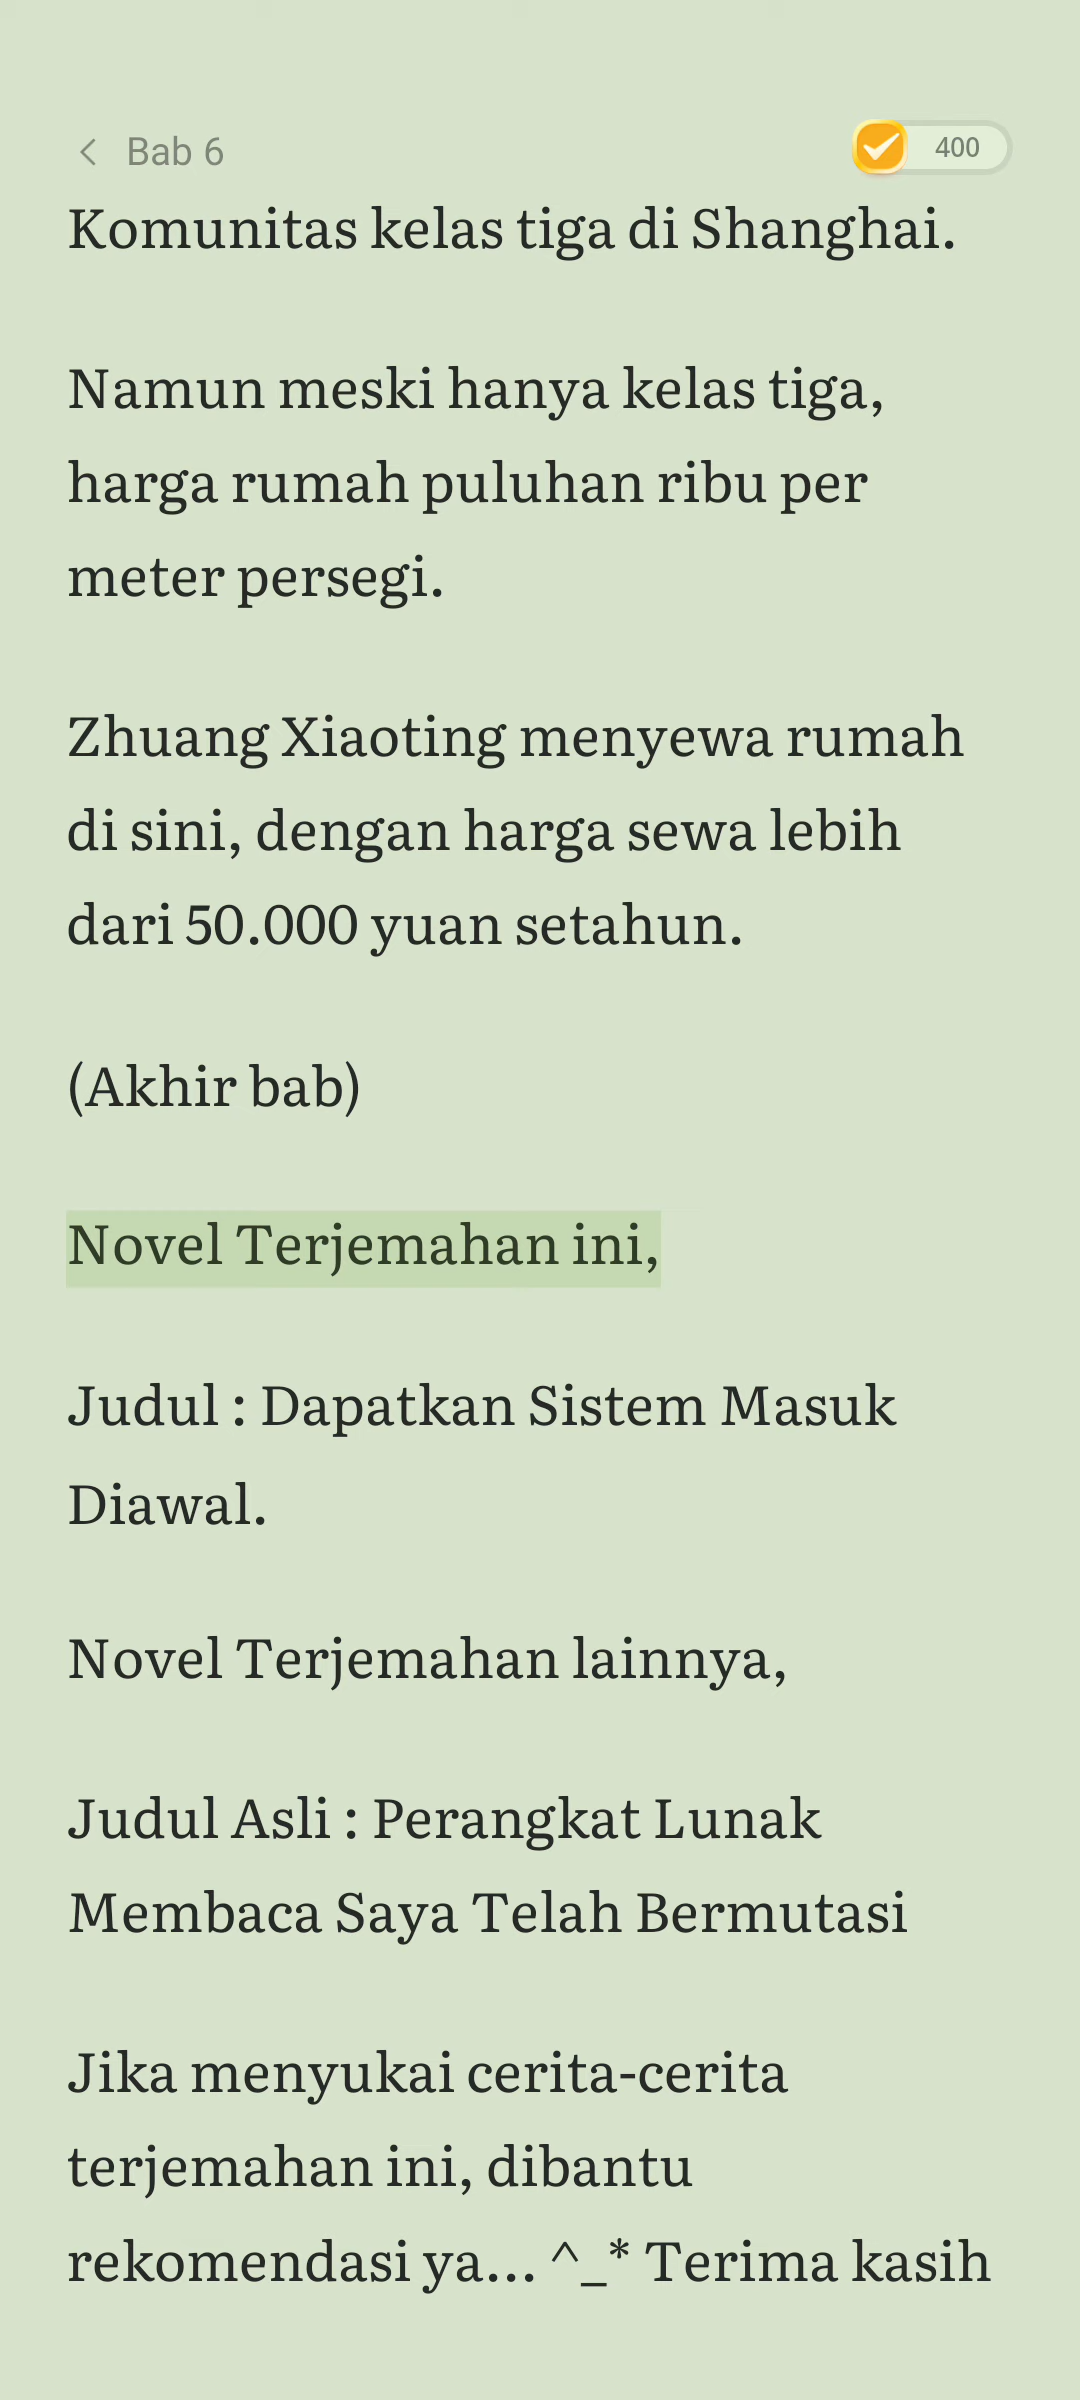 Bab 6
400
Komunitas kelas tiga di Shanghai.
Namun meski hanya kelas tiga,
harga rumah puluhan ribu per
meter persegi.
Zhuang Xiaoting menyewa rumah
di sini, dengan harga sewa lebih
dari 50.000 yuan setahun.
(Akhir bab)
Novel Terjemahan ini,
Judul : Dapatkan Sistem Masuk
Diawal.
Novel Terjemahan lainnya,
Judul Asli : Perangkat Lunak
Membaca Saya Telah Bermutasi
Jika menyukai cerita-cerita
terjemahan ini, dibantu
rekomendasi ya... ^_* Terima kasih